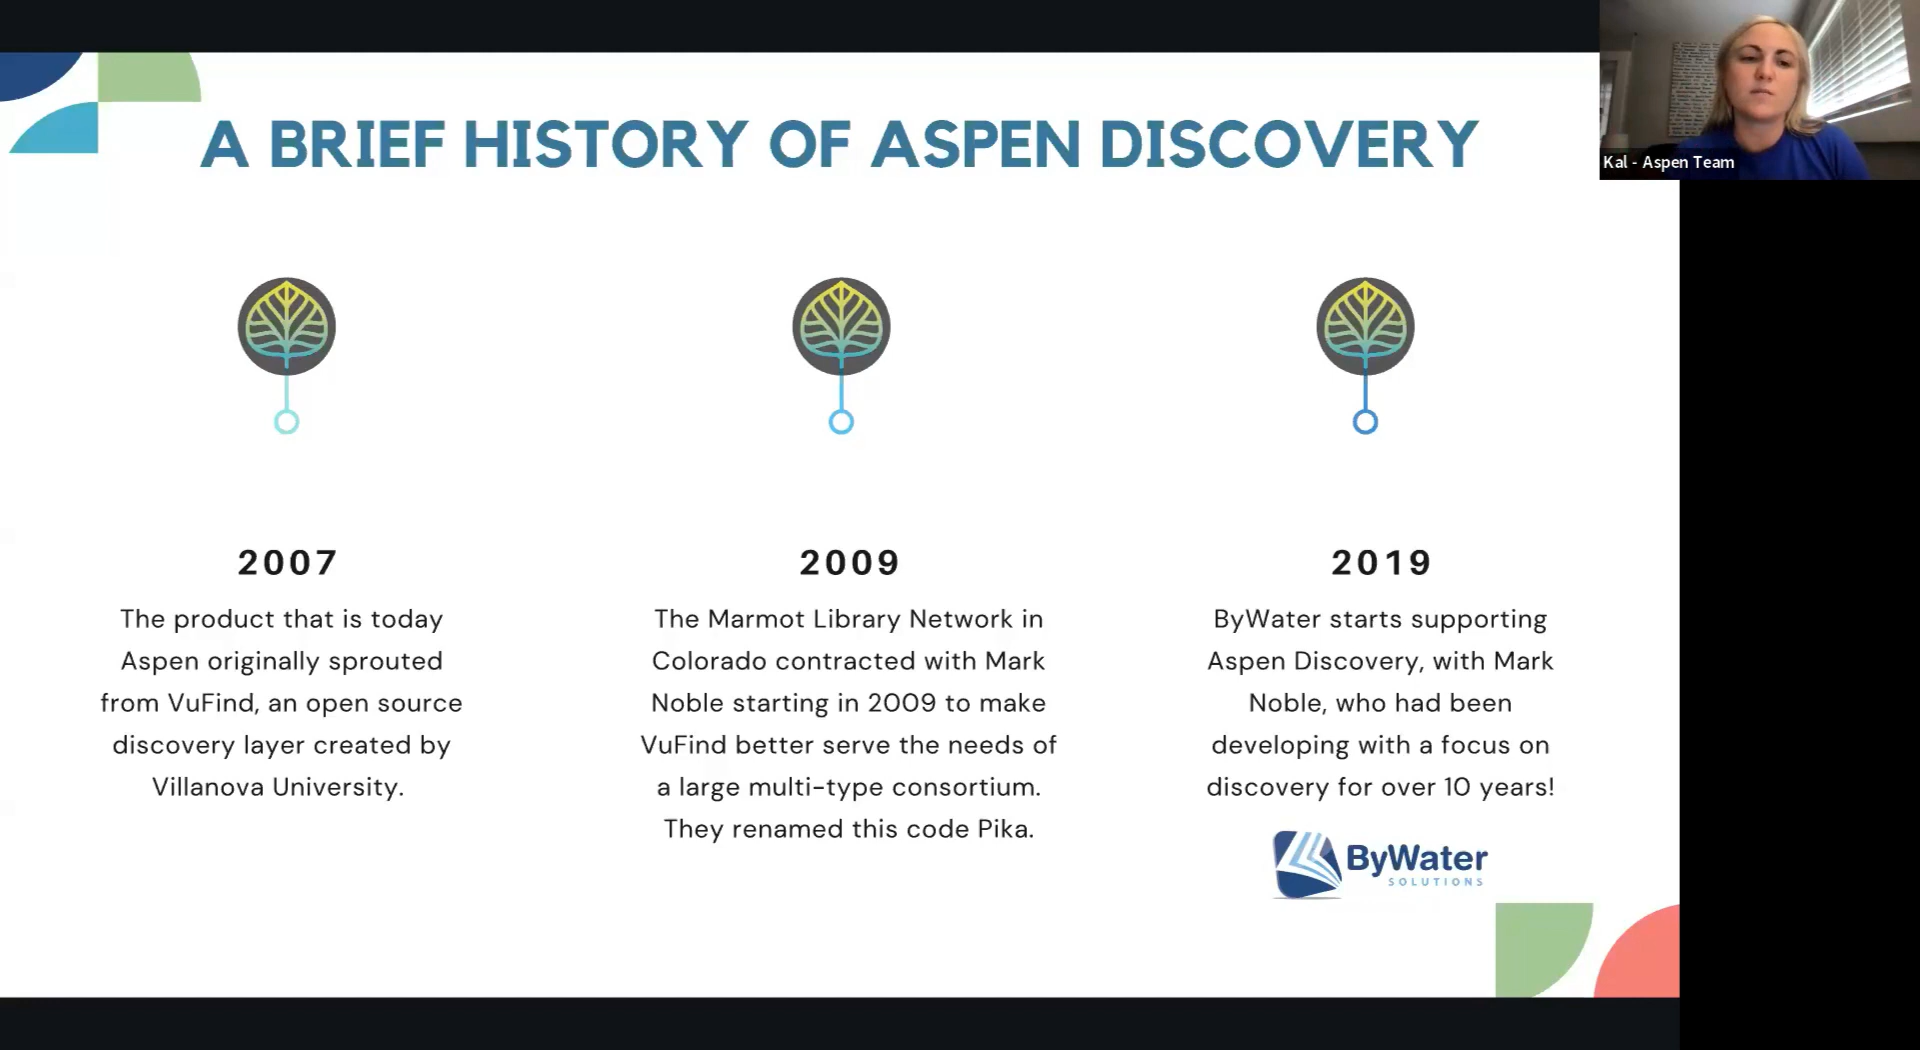 A BRIEF HISTORY OF ASPEN DISCOVERY
Kal - Aspen Team
2007
The product that is today
Aspen originally sprouted
from VuFind, an open source
discovery layer created by
Villanova University.
2009
The Marmot Library Network in
Colorado contracted with Mark
Noble starting in 2009 to make
VuFind better serve the needs of
a large multi-type consortium.
They renamed this code Pika.
2019
ByWater starts supporting
Aspen Discovery, with Mark
Noble, who had been
developing with a focus on
discovery for over 10 years!
ByWater
SOLUTIONS